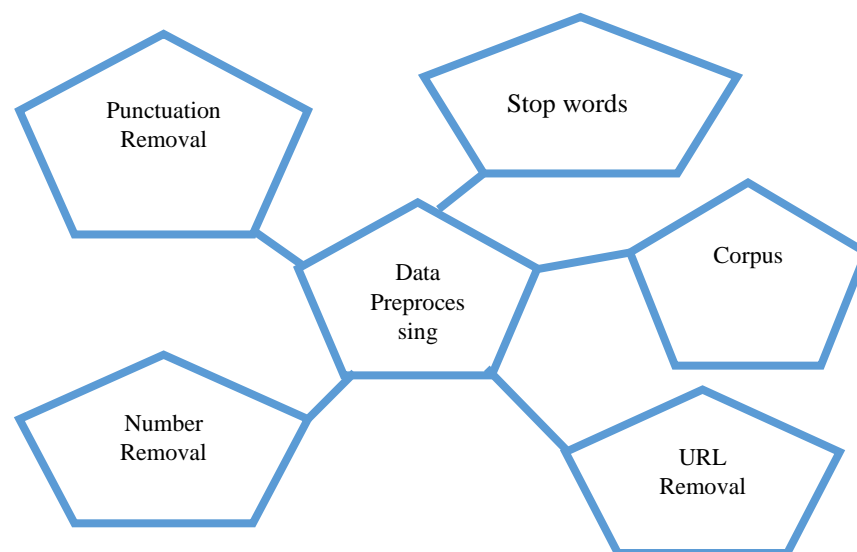 Punctuation
Removal
Stop words
Corpus
Data
Preproces
sing
Number
Removal
URL
Removal